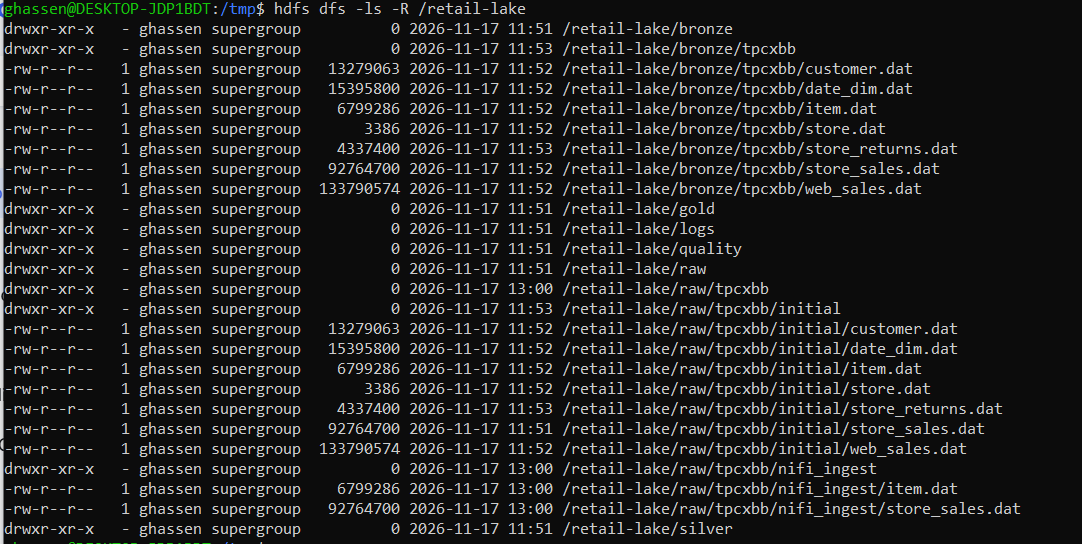 ghassen@DESKTOP-JDP1BDT:/tmp$ hdfs dfs -ls -R /retail-lake
drwxr-xr-x   - ghassen supergroup          0 2026-11-17 11:51 /retail-lake/bronze
drwxr-xr-x   - ghassen supergroup          0 2026-11-17 11:53 /retail-lake/bronze/tpcxbb
-rw-r--r--   1 ghassen supergroup   13279063 2026-11-17 11:52 /retail-lake/bronze/tpcxbb/customer.dat
-rw-r--r--   1 ghassen supergroup   15395800 2026-11-17 11:52 /retail-lake/bronze/tpcxbb/date_dim.dat
-rw-r--r--   1 ghassen supergroup    6799286 2026-11-17 11:52 /retail-lake/bronze/tpcxbb/item.dat
-rw-r--r--   1 ghassen supergroup       3386 2026-11-17 11:52 /retail-lake/bronze/tpcxbb/store.dat
-rw-r--r--   1 ghassen supergroup    4337400 2026-11-17 11:53 /retail-lake/bronze/tpcxbb/store_returns.dat
-rw-r--r--   1 ghassen supergroup   92764700 2026-11-17 11:52 /retail-lake/bronze/tpcxbb/store_sales.dat
-rw-r--r--   1 ghassen supergroup  133790574 2026-11-17 11:52 /retail-lake/bronze/tpcxbb/web_sales.dat
drwxr-xr-x   - ghassen supergroup          0 2026-11-17 11:51 /retail-lake/gold
drwxr-xr-x   - ghassen supergroup          0 2026-11-17 11:51 /retail-lake/logs
drwxr-xr-x   - ghassen supergroup          0 2026-11-17 11:51 /retail-lake/quality
drwxr-xr-x   - ghassen supergroup          0 2026-11-17 11:51 /retail-lake/raw
drwxr-xr-x   - ghassen supergroup          0 2026-11-17 13:00 /retail-lake/raw/tpcxbb
drwxr-xr-x   - ghassen supergroup          0 2026-11-17 11:53 /retail-lake/raw/tpcxbb/initial
-rw-r--r--   1 ghassen supergroup   13279063 2026-11-17 11:52 /retail-lake/raw/tpcxbb/initial/customer.dat
-rw-r--r--   1 ghassen supergroup   15395800 2026-11-17 11:52 /retail-lake/raw/tpcxbb/initial/date_dim.dat
-rw-r--r--   1 ghassen supergroup    6799286 2026-11-17 11:52 /retail-lake/raw/tpcxbb/initial/item.dat
-rw-r--r--   1 ghassen supergroup       3386 2026-11-17 11:52 /retail-lake/raw/tpcxbb/initial/store.dat
-rw-r--r--   1 ghassen supergroup    4337400 2026-11-17 11:53 /retail-lake/raw/tpcxbb/initial/store_returns.dat
-rw-r--r--   1 ghassen supergroup   92764700 2026-11-17 11:52 /retail-lake/raw/tpcxbb/initial/store_sales.dat
-rw-r--r--   1 ghassen supergroup  133790574 2026-11-17 11:52 /retail-lake/raw/tpcxbb/initial/web_sales.dat
drwxr-xr-x   - ghassen supergroup          0 2026-11-17 13:00 /retail-lake/raw/tpcxbb/nifi_ingest
-rw-r--r--   1 ghassen supergroup    6799286 2026-11-17 13:00 /retail-lake/raw/tpcxbb/nifi_ingest/item.dat
-rw-r--r--   1 ghassen supergroup   92764700 2026-11-17 13:00 /retail-lake/raw/tpcxbb/nifi_ingest/store_sales.dat
drwxr-xr-x   - ghassen supergroup          0 2026-11-17 11:51 /retail-lake/silver